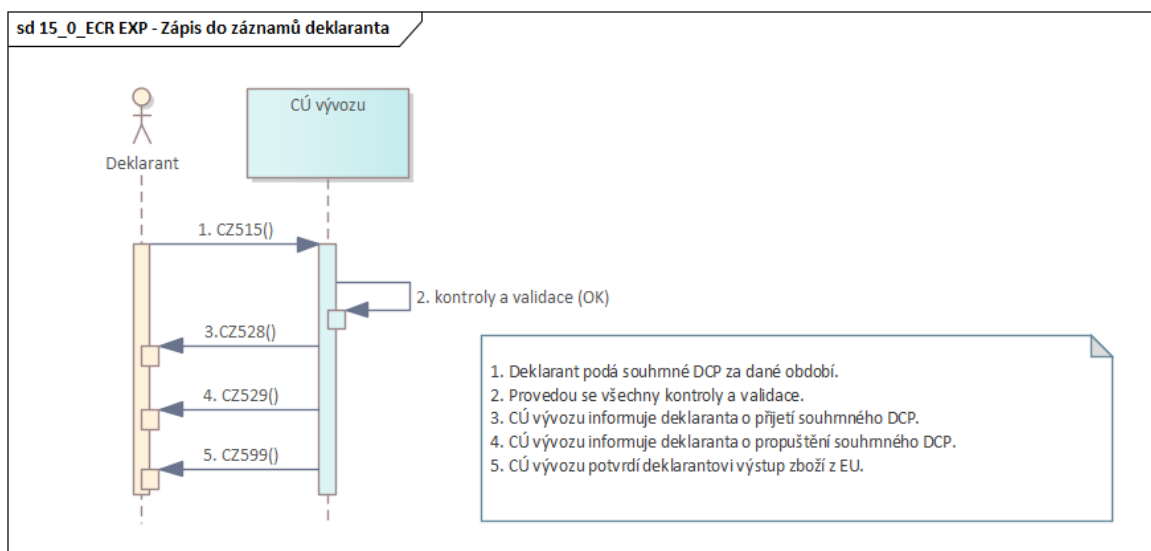 sd 15_0_ECR EXP - Zápis do záznamů deklaranta
CÚ vývozu
Deklarant
1. CZ515()
2. kontroly a validace (OK)
3.CZ528()
4. CZ529()
5. CZ599()
1. Deklarant podá souhrnné DCP za dané období.
2. Provedou se všechny kontroly a validace.
3. CÚ vývozu informuje deklaranta o přijetí souhrnného DCP.
4. CÚ vývozu informuje deklaranta o propuštění souhrnného DCP.
5. CÚ vývozu potvrdí deklarantovi výstup zboží z EU.